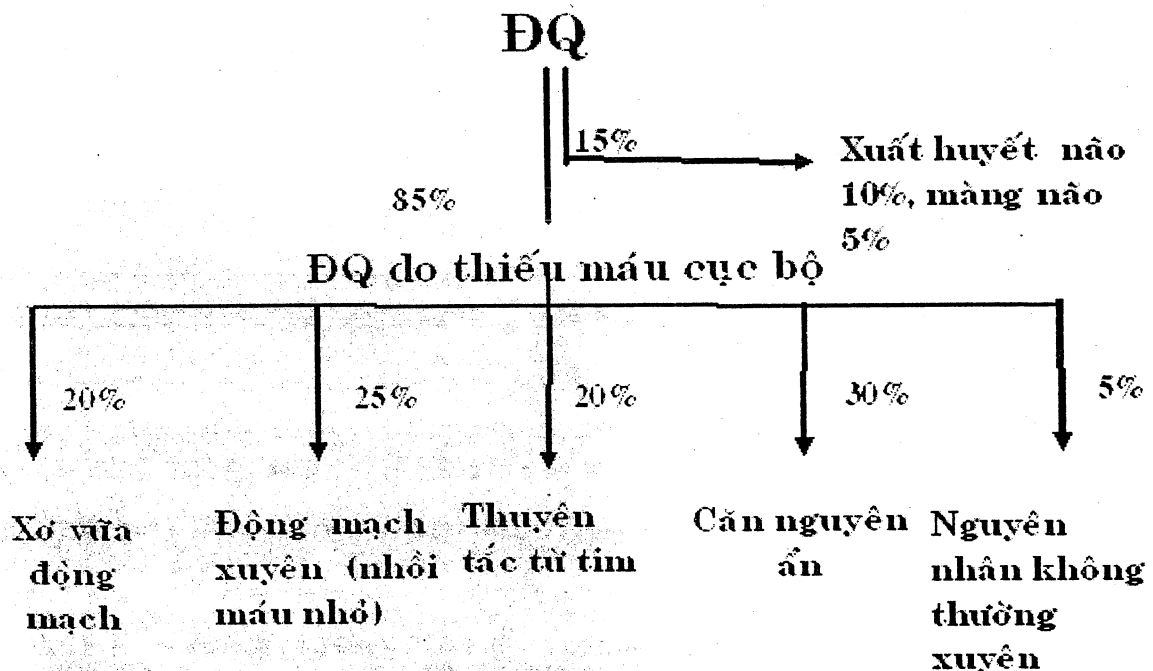 ĐQ
15%
Xuất huyết não
10%, màng não
5%
85%
ĐQ do thiếu máu cục bộ
20%
25%
20%
30%
5%
Xơ vữa
động
mạch
Động mạch
xuyên (nhồi
máu nhỏ)
Thuyên
tắc từ tim
Căn nguyên
ẩn
Nguyên
nhân không
thường
xuyên